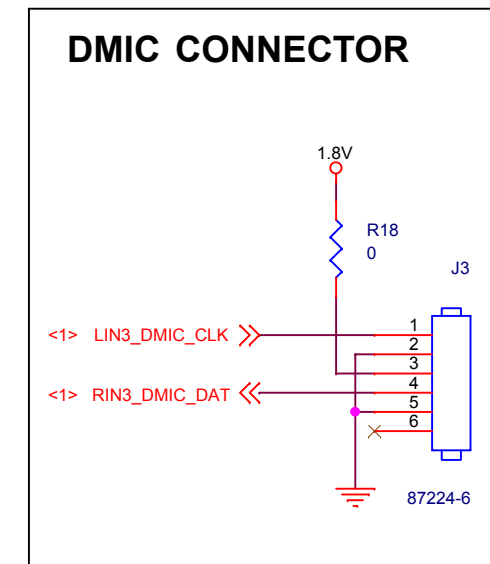 DMIC CONNECTOR
1.8V
R18
0
J3
<1> LIN3_DMIC_CLK
1
2
3
<1> RIN3_DMIC_DAT
4
5
6
87224-6